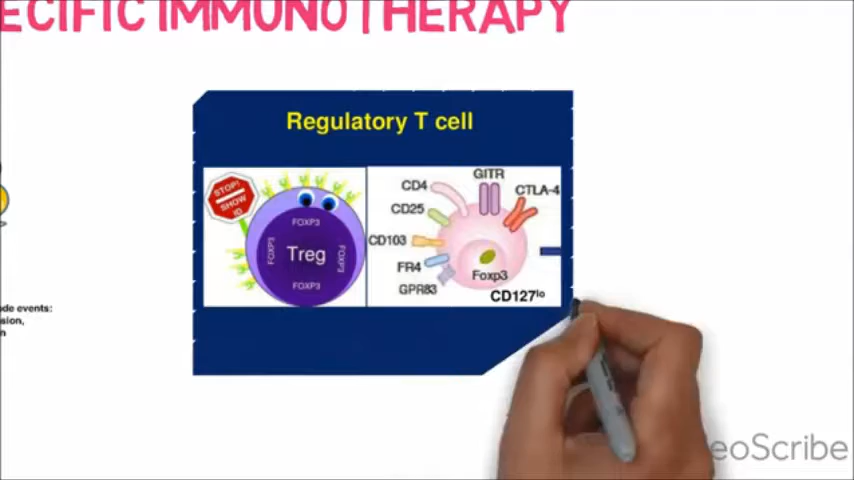 ECIFIC IMMUNOTHERAPY
Regulatory T cell
STOP!
SHOW
ID
FOXP3
FOXP3
Treg
FOXP3
FOXP3
CD4
GITR
CTLA-4
CD25
CD103
FR4
GPR83
Foxp3
CD127lo
ode events:
sion,
n
eoScribe